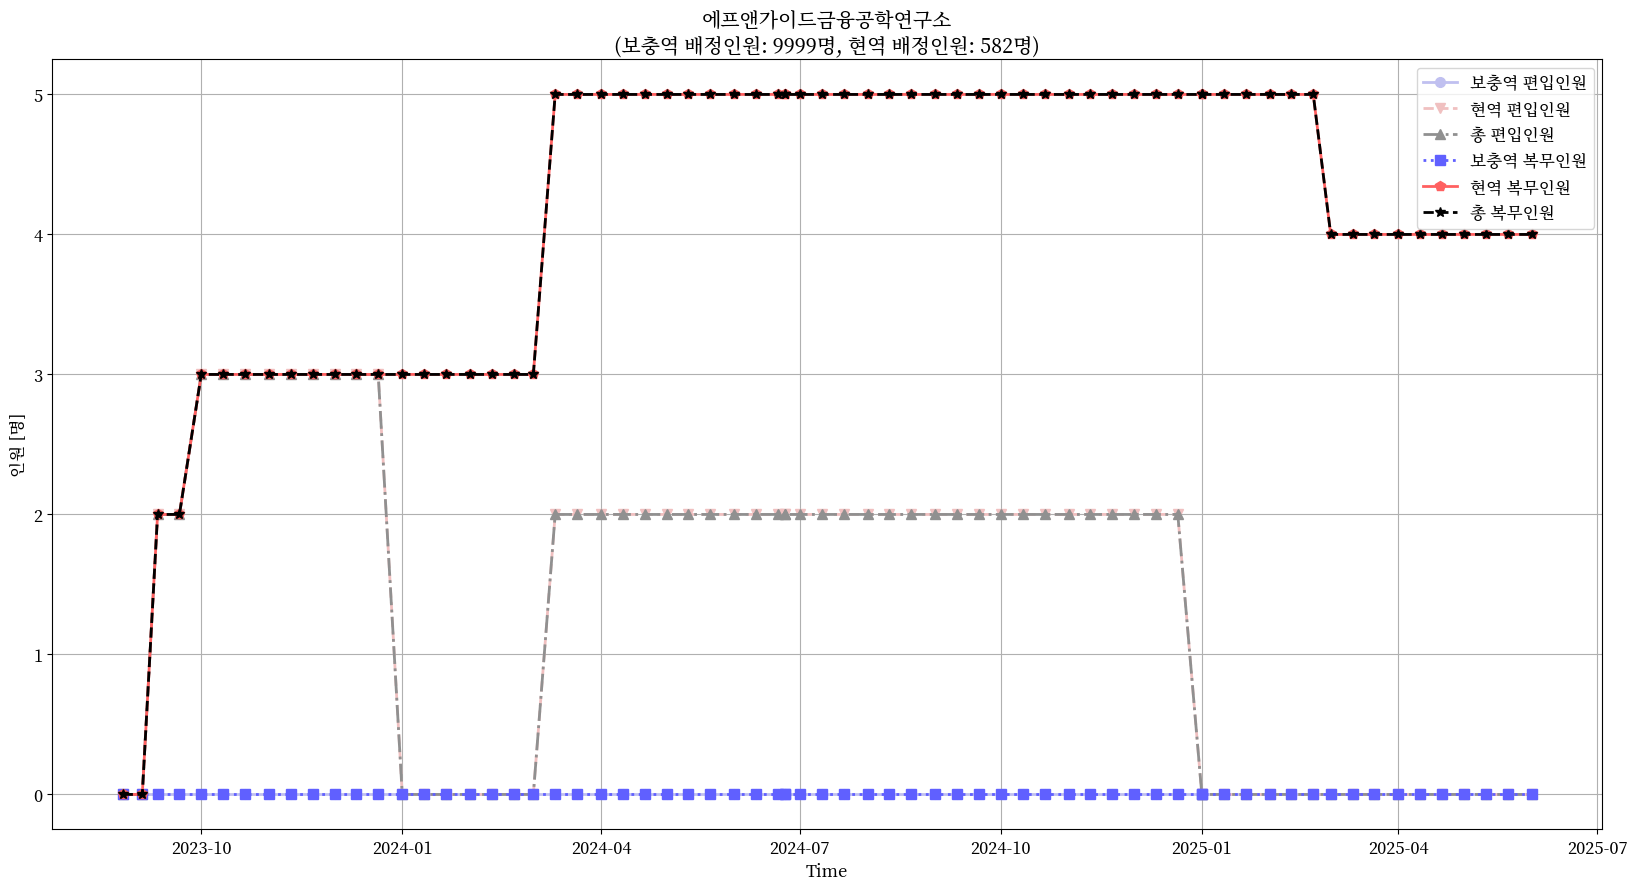 에프앤가이드금융공학연구소
(보충역 배정인원: 9999명, 현역 배정인원: 582명)
보충역 편입인원
현역 편입인원
총 편입인원
보충역 복무인원
현역 복무인원
총 복무인원
인원 [명]
5
4
3
2
1
0
2023-10
2024-01
2024-04
2024-07
2024-10
2025-01
2025-04
2025-07
Time